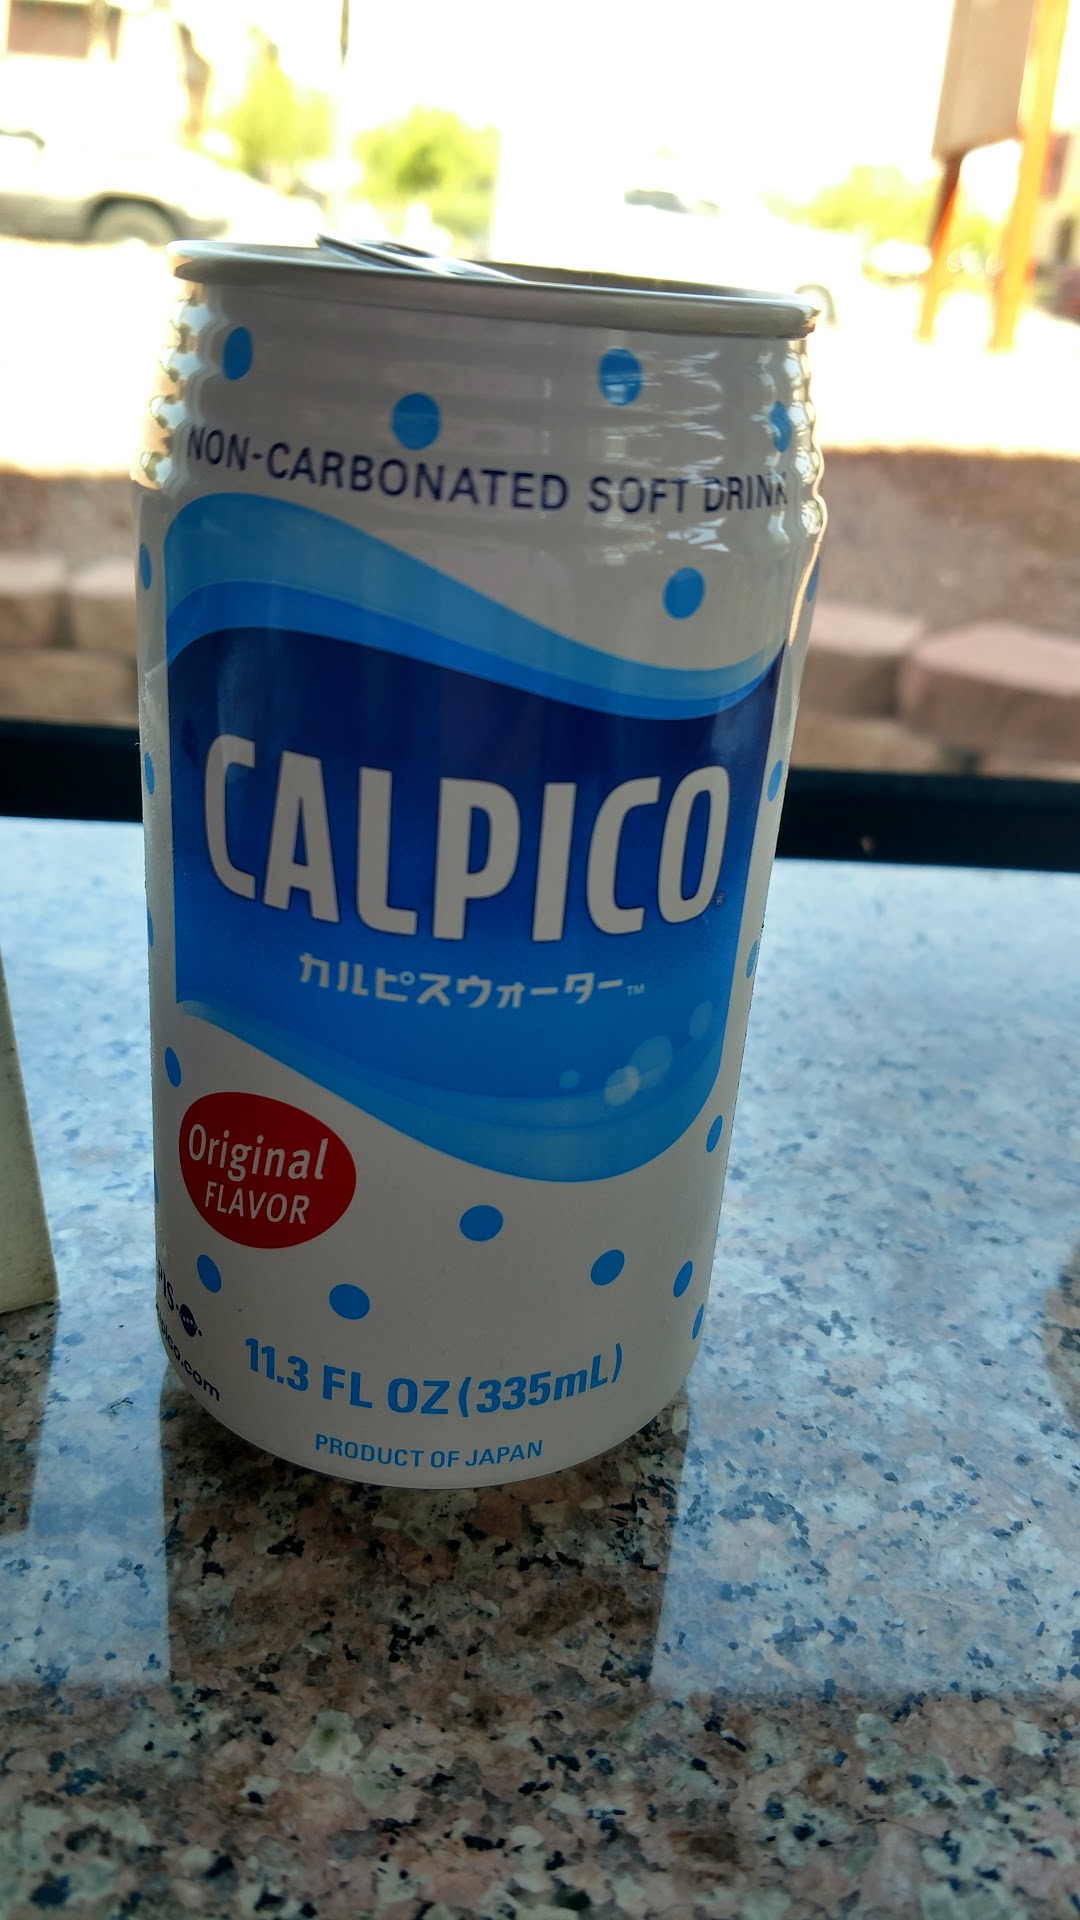 NON-CARBONATED SOFT DRINK
CALPICO®
カルピスウォーター™
Original
FLAVOR
11.3 FL OZ (335mL)
PRODUCT OF JAPAN